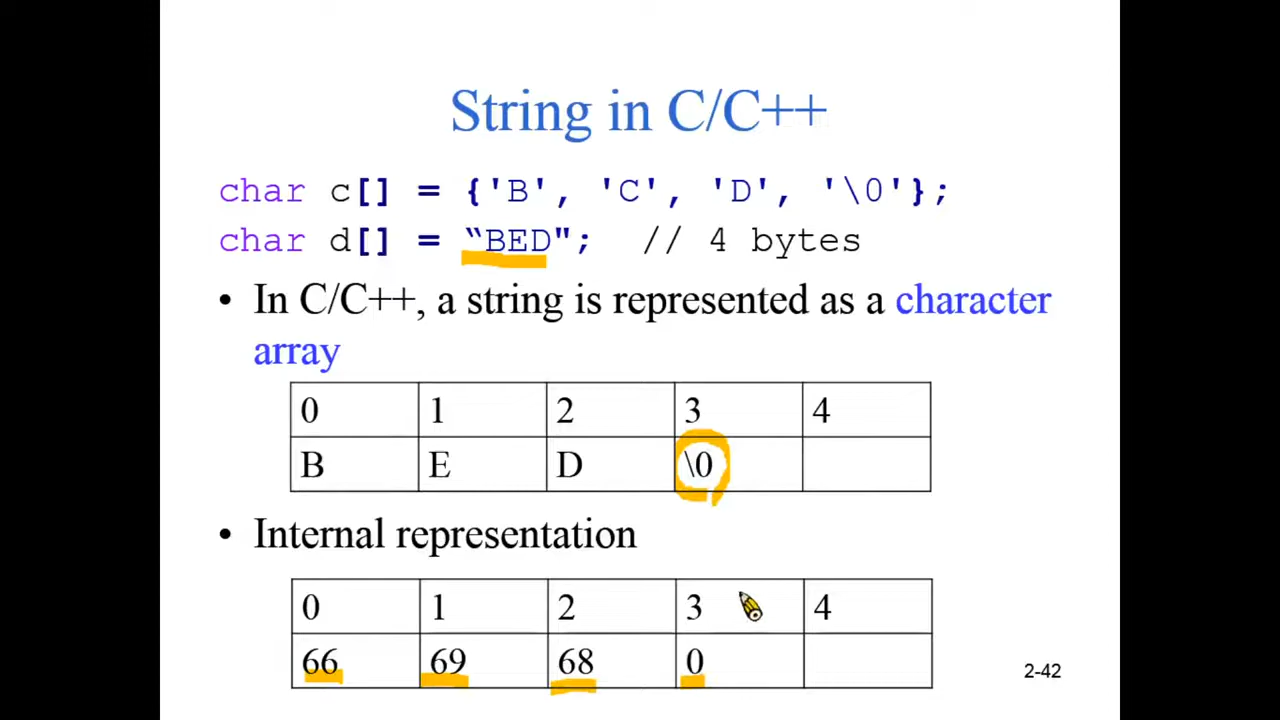 String in C/C++
char c[] = {'B', 'C', 'D', '\0'};
char d[] = “BED"; // 4 bytes
• In C/C++, a string is represented as a character
array
0 1 2 3 4
B E D \0
• Internal representation
0 1 2 3 4
66 69 68 0
2-42